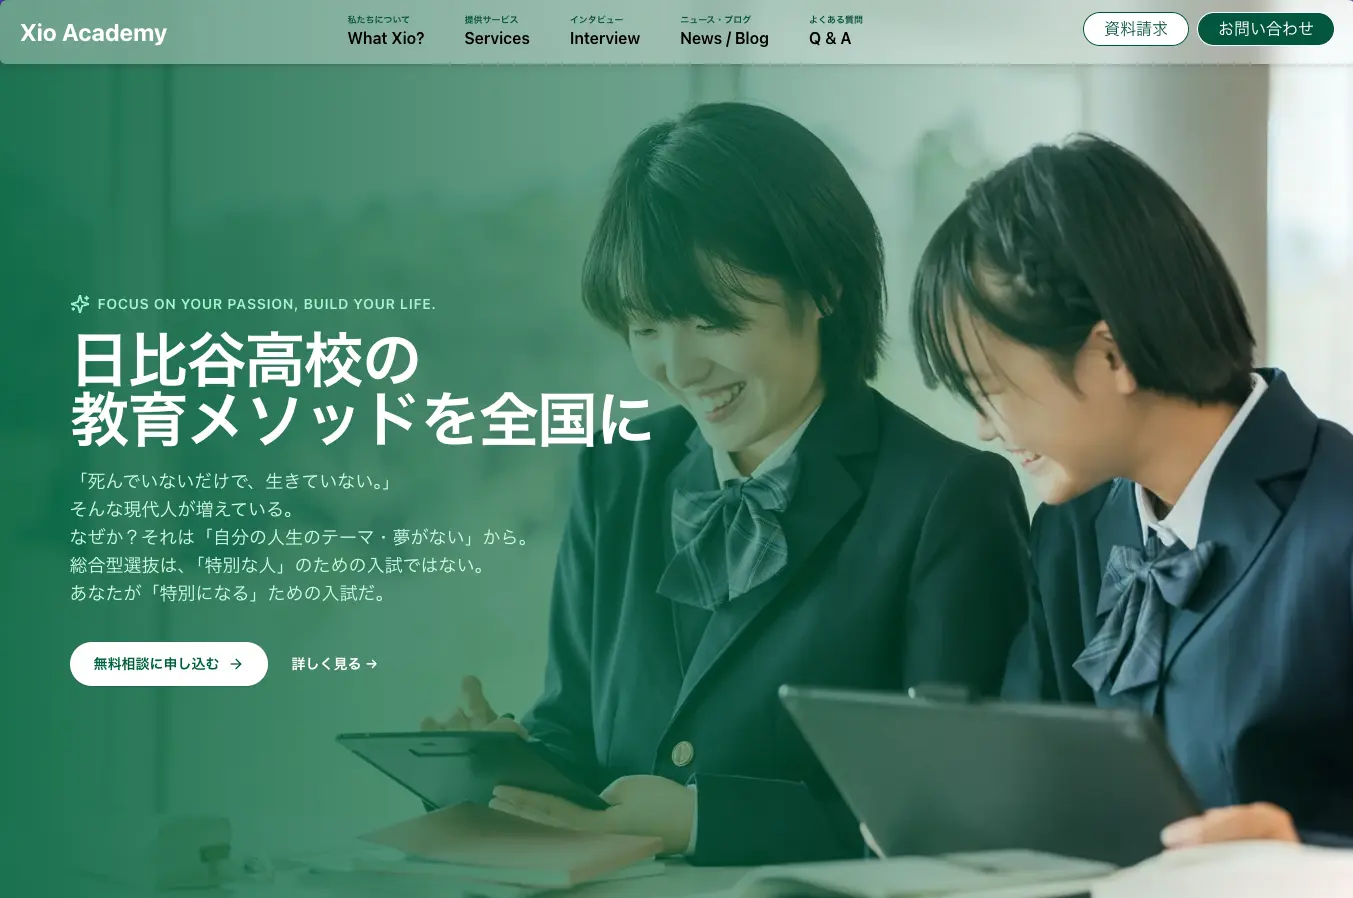 Xio Academy
私たちについて
What Xio?
提供サービス
Services
インタビュー
Interview
ニュース・ブログ
News / Blog
よくある質問
Q & A
資料請求
お問い合わせ
FOCUS ON YOUR PASSION, BUILD YOUR LIFE.
日比谷高校の
教育メソッドを全国に
「死んでいないだけで、生きていない。」
そんな現代人が増えている。
なぜか？それは「自分の人生のテーマ・夢がない」から。
総合型選抜は、「特別な人」のための入試ではない。
あなたが「特別になる」ための入試だ。
無料相談に申し込む →
詳しく見る →